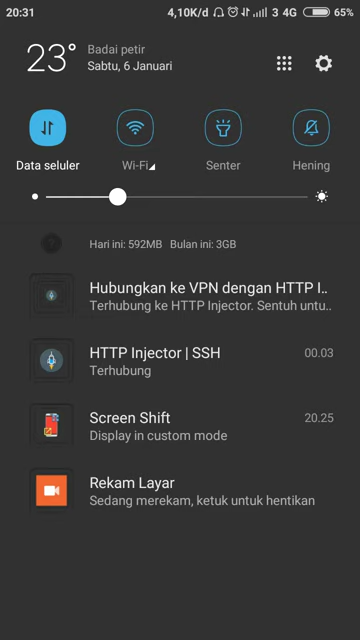 20:31 4,10K/d 3 4G 65%
23° Badai petir
Sabtu, 6 Januari
Data seluler Wi-Fi Senter Hening
Hari ini: 592MB Bulan ini: 3GB
Hubungkan ke VPN dengan HTTP I..
Terhubung ke HTTP Injector. Sentuh untu..
HTTP Injector | SSH 00.03
Terhubung
Screen Shift 20.25
Display in custom mode
Rekam Layar
Sedang merekam, ketuk untuk hentikan